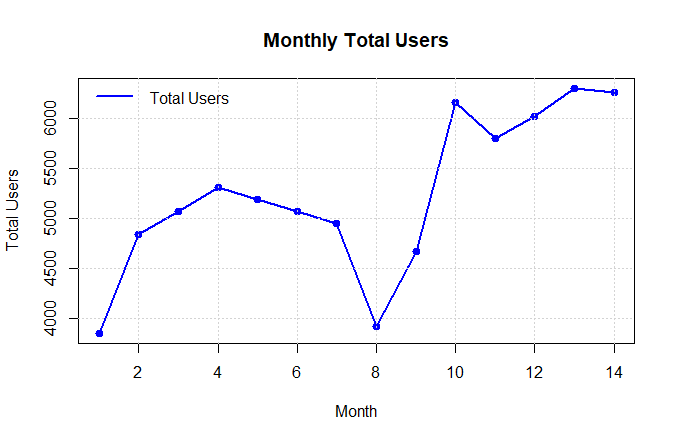 Monthly Total Users
Total Users
Total Users
6000
5500
5000
4500
4000
2 4 6 8 10 12 14
Month